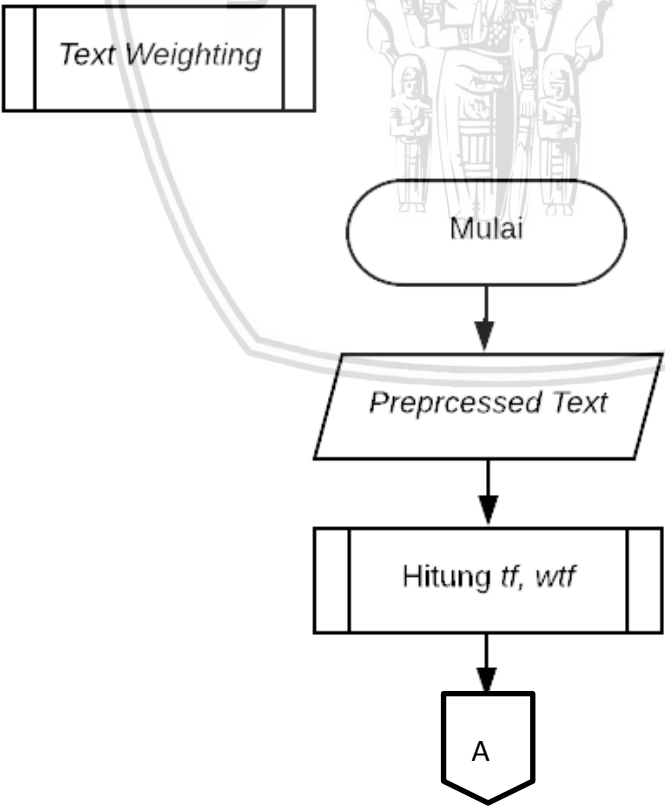 Text Weighting
Mulai
Preprcessed Text
Hitung tf, wtf
A